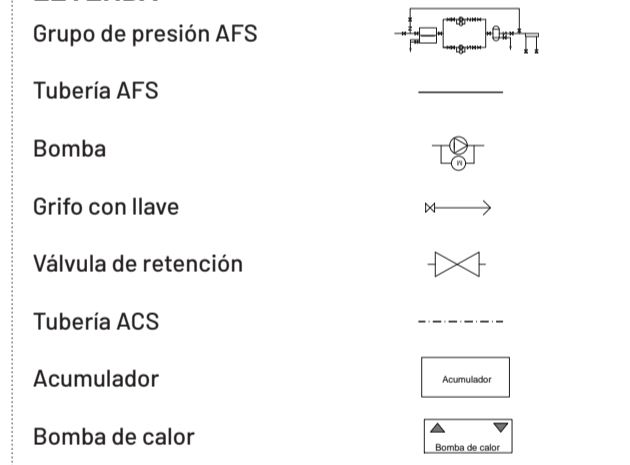 Grupo de presión AFS
Tubería AFS
Bomba
M
Grifo con llave
Válvula de retención
Tubería ACS
Acumulador
Acumulador
Bomba de calor
Bomba de calor